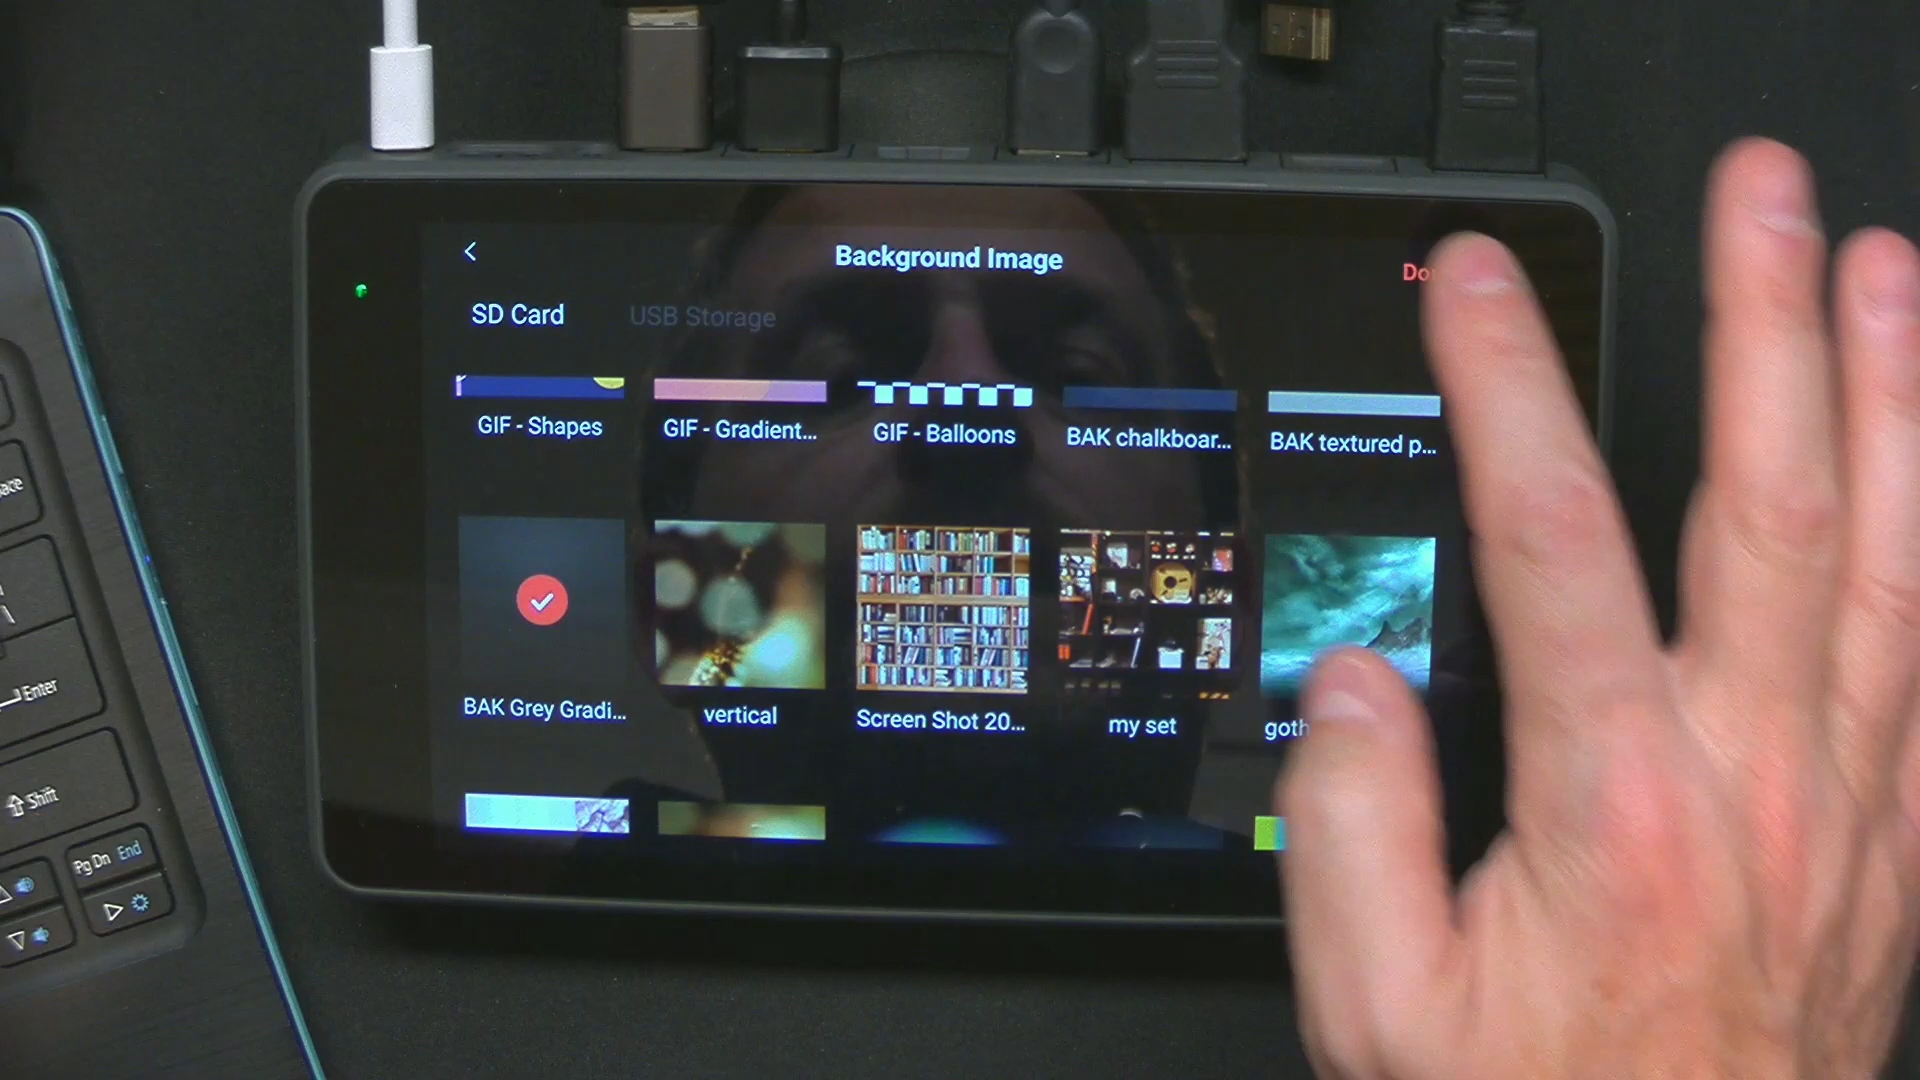 Background Image
SD Card
USB Storage
GIF - Shapes
GIF - Gradient...
GIF - Balloons
BAK chalkboar...
BAK textured p...
BAK Grey Gradi...
vertical
Screen Shot 20...
my set
Enter
Shift
Pg Dn
End